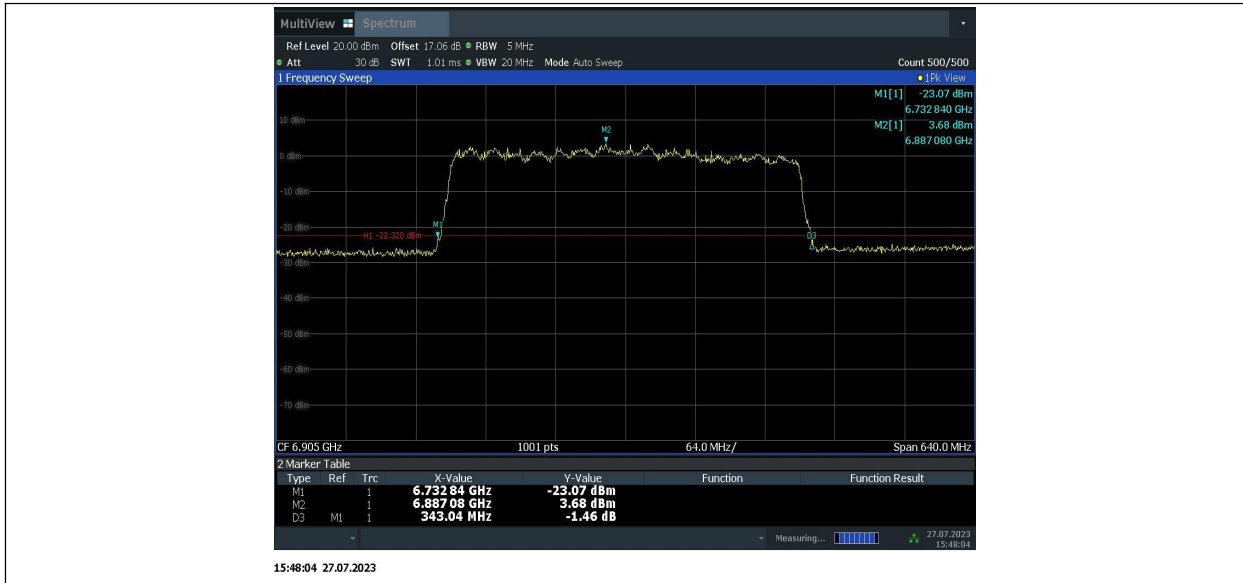 MultiView Spectrum
Ref Level 20.00 dBm Offset 17.06 dB RBW 5 MHz
Att 30 dB SWT 1.01 ms VBW 20 MHz Mode Auto Sweep Count 500/500
1 Frequency Sweep 1Pk View
M1[1] -23.07 dBm
6.732 840 GHz
M2[1] 3.68 dBm
6.887 080 GHz
10 dBm
M2
0 dBm
-10 dBm
-20 dBm
M1
H1 -22.320 dBm
D3
-30 dBm
-40 dBm
-50 dBm
-60 dBm
-70 dBm
CF 6.905 GHz 1001 pts 64.0 MHz/ Span 640.0 MHz
2 Marker Table
Type Ref Trc X-Value Y-Value Function Function Result
M1 1 6.732 84 GHz -23.07 dBm
M2 1 6.887 08 GHz 3.68 dBm
D3 M1 1 343.04 MHz -1.46 dB
Measuring... 27.07.2023
15:48:04
15:48:04 27.07.2023